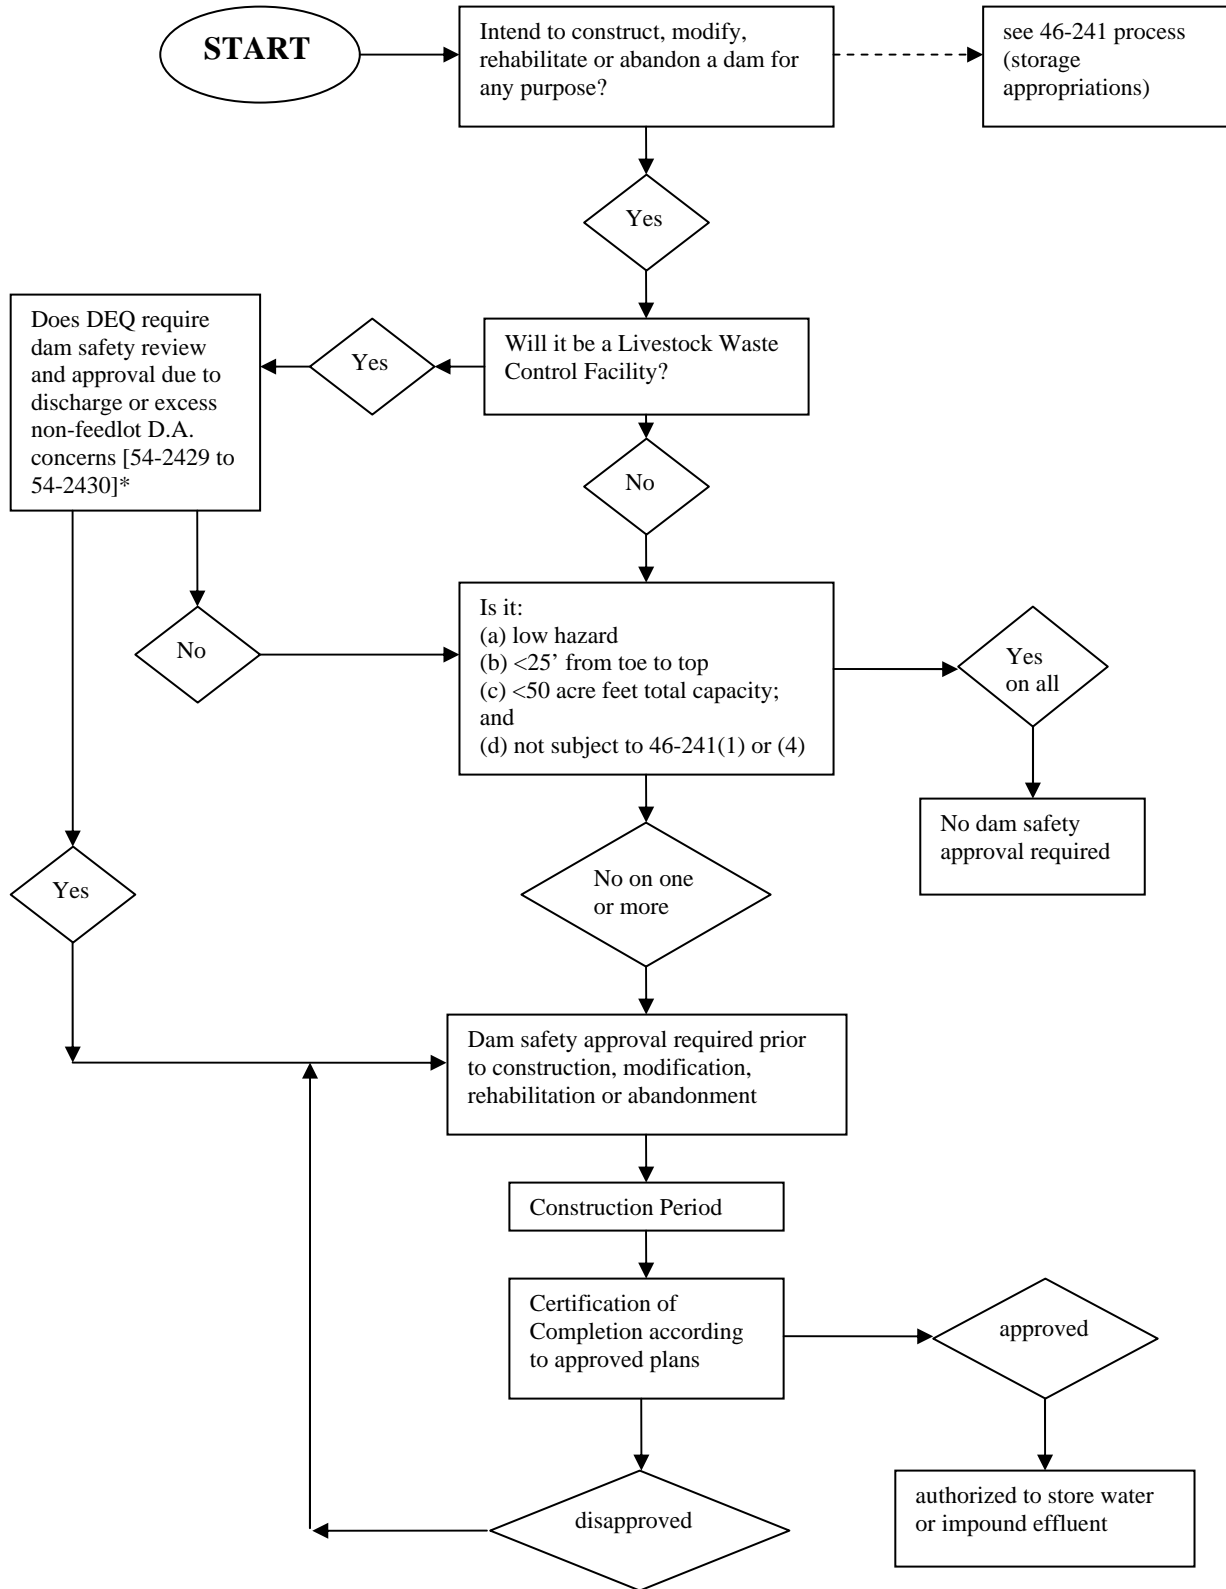 START
Intend to construct, modify,
rehabilitate or abandon a dam for
any purpose?
see 46-241 process
(storage
appropriations)
Yes
Does DEQ require
dam safety review
and approval due to
discharge or excess
non-feedlot D.A.
concerns [54-2429 to
54-2430]*
Yes
Will it be a Livestock Waste
Control Facility?
No
No
Is it:
(a) low hazard
(b) <25’ from toe to top
(c) <50 acre feet total capacity;
and
(d) not subject to 46-241(1) or (4)
Yes
on all
No dam safety
approval required
Yes
No on one
or more
Dam safety approval required prior
to construction, modification,
rehabilitation or abandonment
Construction Period
Certification of
Completion according
to approved plans
approved
disapproved
authorized to store water
or impound effluent